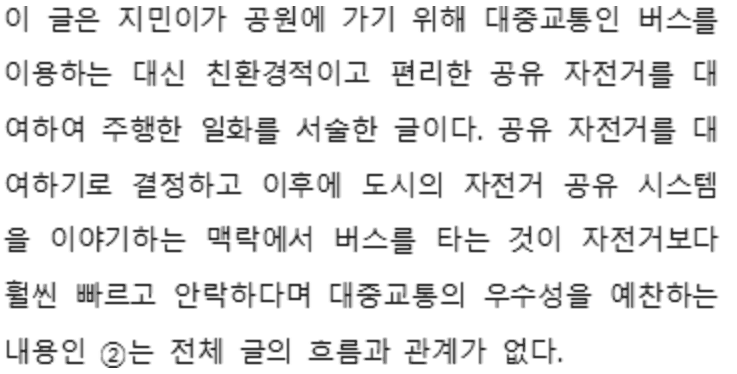 이 글은 지민이가 공원에 가기 위해 대중교통인 버스를
이용하는 대신 친환경적이고 편리한 공유 자전거를 대
여하여 주행한 일화를 서술한 글이다. 공유 자전거를 대
여하기로 결정하고 이후에 도시의 자전거 공유 시스템
을 이야기하는 맥락에서 버스를 타는 것이 자전거보다
훨씬 빠르고 안락하다며 대중교통의 우수성을 예찬하는
내용인 ②는 전체 글의 흐름과 관계가 없다.